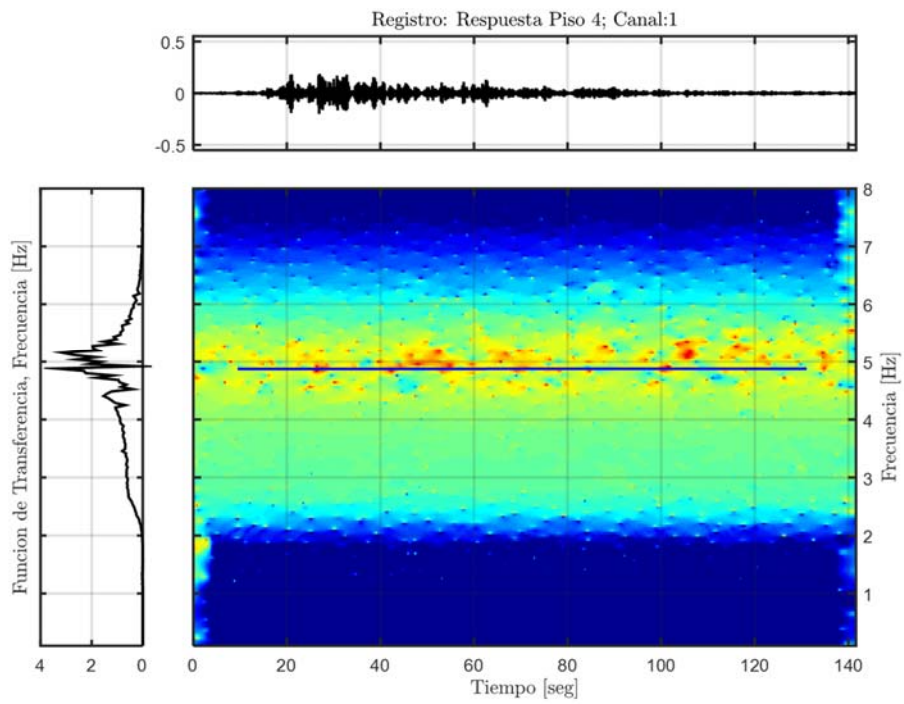 Registro: Respuesta Piso 4; Canal:1
0.5
0
-0.5
Funcion de Transferencia, Frecuencia [Hz]
4 2 0
8
7
6
5
4
3
2
1
Frecuencia [Hz]
0 20 40 60 80 100 120 140
Tiempo [seg]